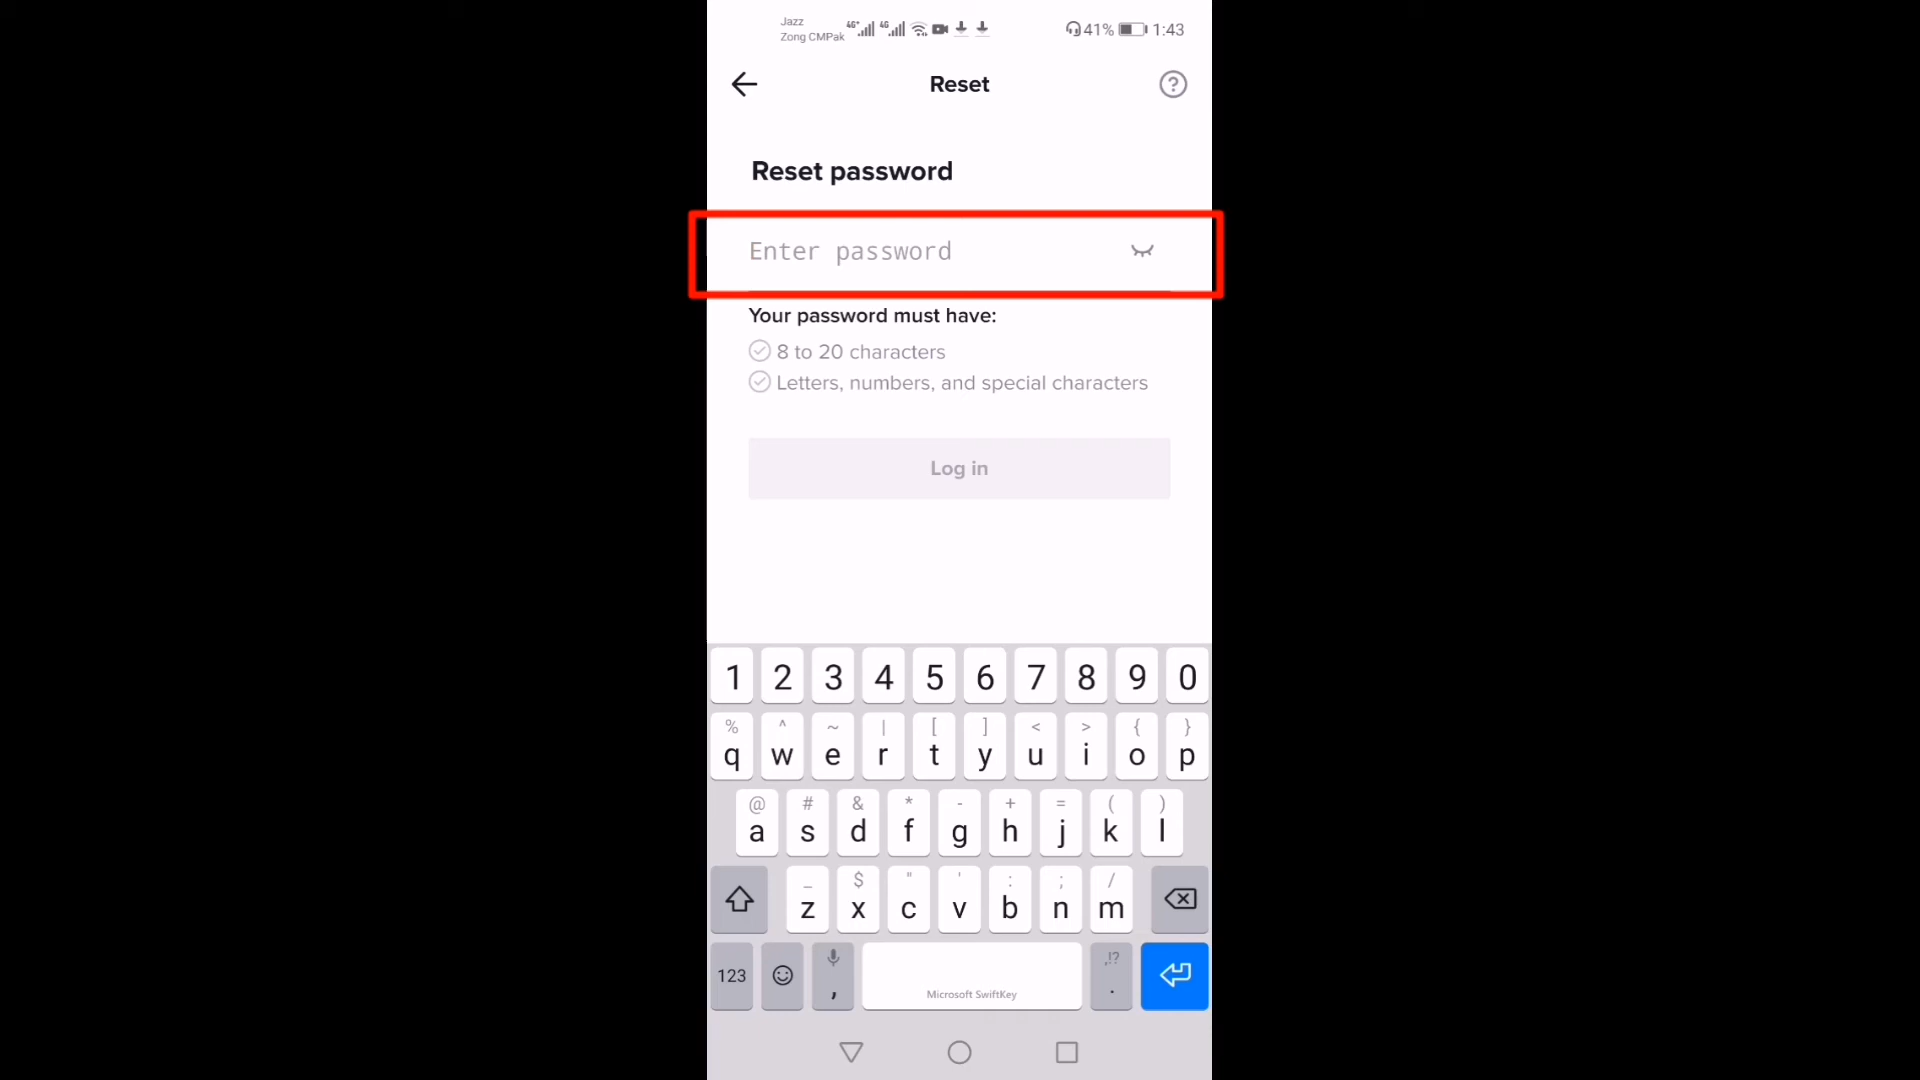 Jazz
Zong CMPak 4G+ 4G 41% 1:43
Reset
Reset password
Enter password
Your password must have:
8 to 20 characters
Letters, numbers, and special characters
Log in
1 2 3 4 5 6 7 8 9 0
% ^ ~ | [ ] < > { }
q w e r t y u i o p
@ # & * - + = ( )
a s d f g h j k l
_ $ " ' : ; /
z x c v b n m
,!?
123 , .
Microsoft SwiftKey